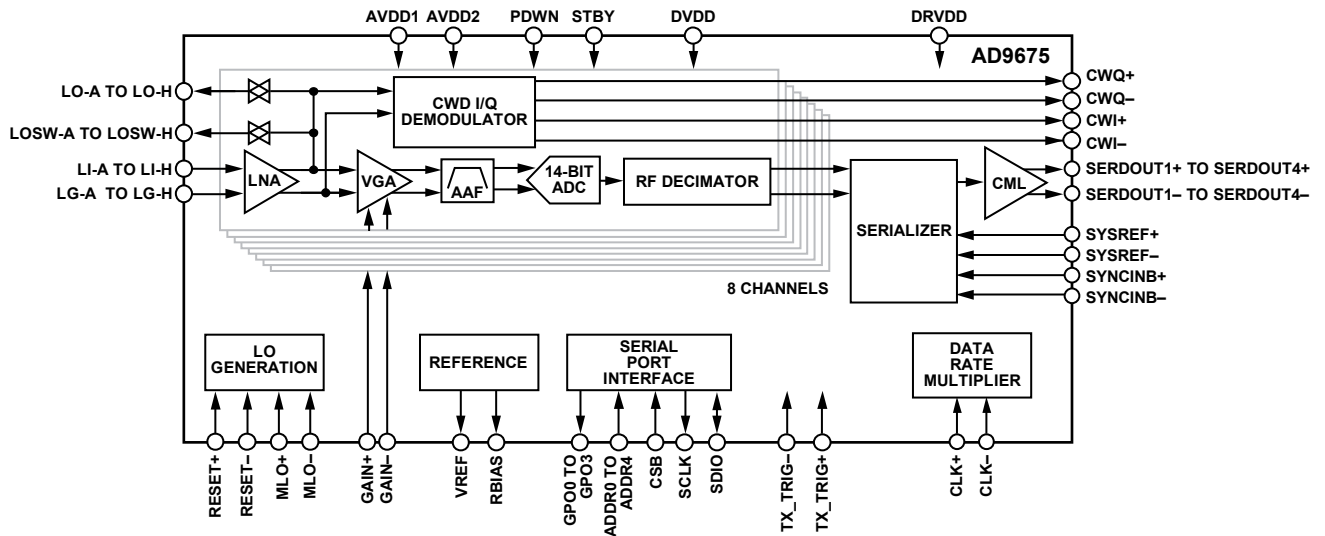 AVDD1 AVDD2 PDWN STBY DVDD DRVDD
AD9675
LO-A TO LO-H
LOSW-A TO LOSW-H
LI-A TO LI-H
LG-A TO LG-H
CWD I/Q
DEMODULATOR
LNA
VGA
AAF
14-BIT
ADC
RF DECIMATOR
SERIALIZER
CML
8 CHANNELS
CWQ+
CWQ–
CWI+
CWI–
SERDOUT1+ TO SERDOUT4+
SERDOUT1– TO SERDOUT4–
SYSREF+
SYSREF–
SYNCINB+
SYNCINB–
LO
GENERATION
REFERENCE
SERIAL
PORT
INTERFACE
DATA
RATE
MULTIPLIER
RESET+
RESET–
MLO+
MLO–
GAIN+
GAIN–
VREF
RBIAS
GPO0 TO
GPO3
ADDR0 TO
ADDR4
CSB
SCLK
SDIO
TX_TRIG–
TX_TRIG+
CLK+
CLK–